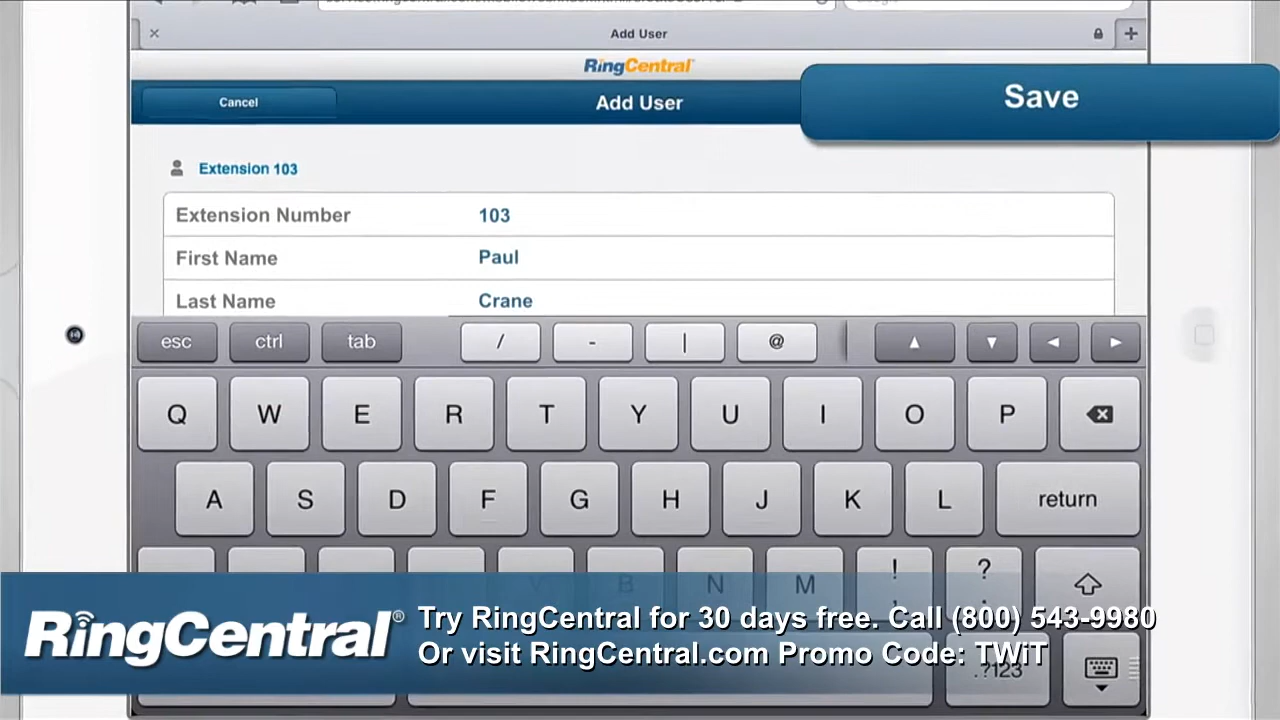 Add User
RingCentral
Cancel
Add User
Save
Extension 103
Extension Number 103
First Name Paul
Last Name Crane
esc ctrl tab / - | @
Q W E R T Y U I O P
A S D F G H J K L return
V B N M ! ?
RingCentral® Try RingCentral for 30 days free. Call (800) 543-9980
Or visit RingCentral.com Promo Code: TWiT
.?123